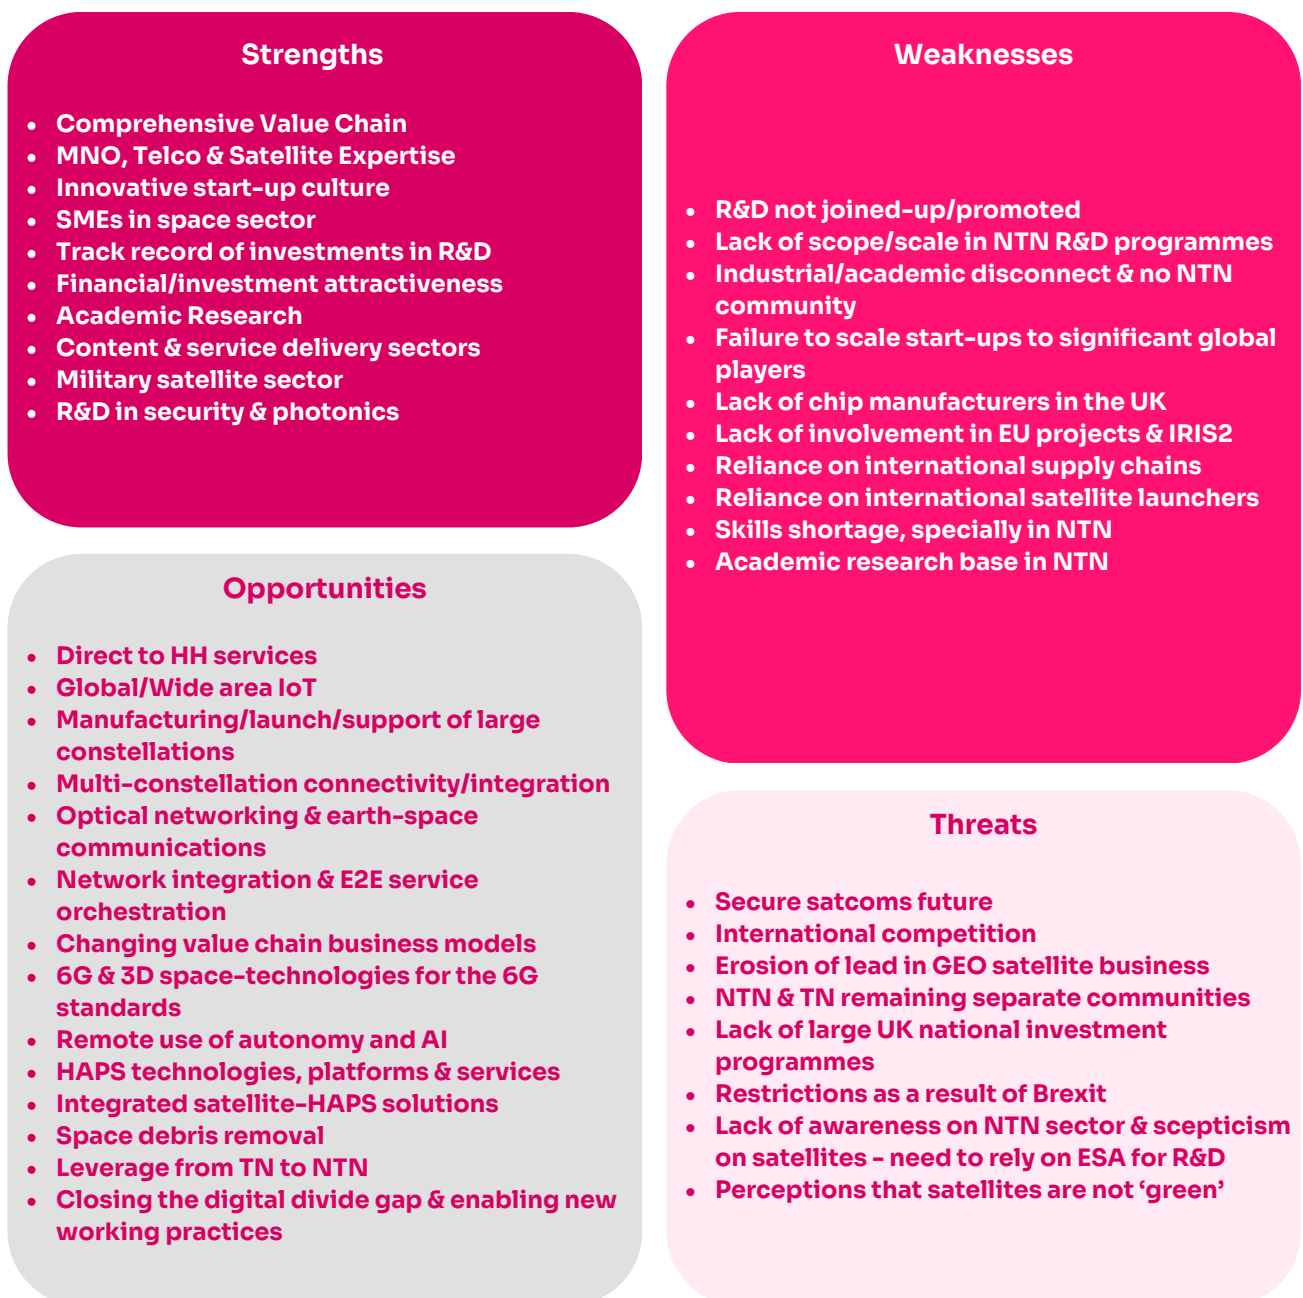 Strengths
• Comprehensive Value Chain
• MNO, Telco & Satellite Expertise
• Innovative start-up culture
• SMEs in space sector
• Track record of investments in R&D
• Financial/investment attractiveness
• Academic Research
• Content & service delivery sectors
• Military satellite sector
• R&D in security & photonics
Weaknesses
• R&D not joined-up/promoted
• Lack of scope/scale in NTN R&D programmes
• Industrial/academic disconnect & no NTN
community
• Failure to scale start-ups to significant global
players
• Lack of chip manufacturers in the UK
• Lack of involvement in EU projects & IRIS2
• Reliance on international supply chains
• Reliance on international satellite launchers
• Skills shortage, specially in NTN
• Academic research base in NTN
Opportunities
• Direct to HH services
• Global/Wide area IoT
• Manufacturing/launch/support of large
constellations
• Multi-constellation connectivity/integration
• Optical networking & earth-space
communications
• Network integration & E2E service
orchestration
• Changing value chain business models
• 6G & 3D space-technologies for the 6G
standards
• Remote use of autonomy and AI
• HAPS technologies, platforms & services
• Integrated satellite-HAPS solutions
• Space debris removal
• Leverage from TN to NTN
• Closing the digital divide gap & enabling new
working practices
Threats
• Secure satcoms future
• International competition
• Erosion of lead in GEO satellite business
• NTN & TN remaining separate communities
• Lack of large UK national investment
programmes
• Restrictions as a result of Brexit
• Lack of awareness on NTN sector & scepticism
on satellites - need to rely on ESA for R&D
• Perceptions that satellites are not ‘green’